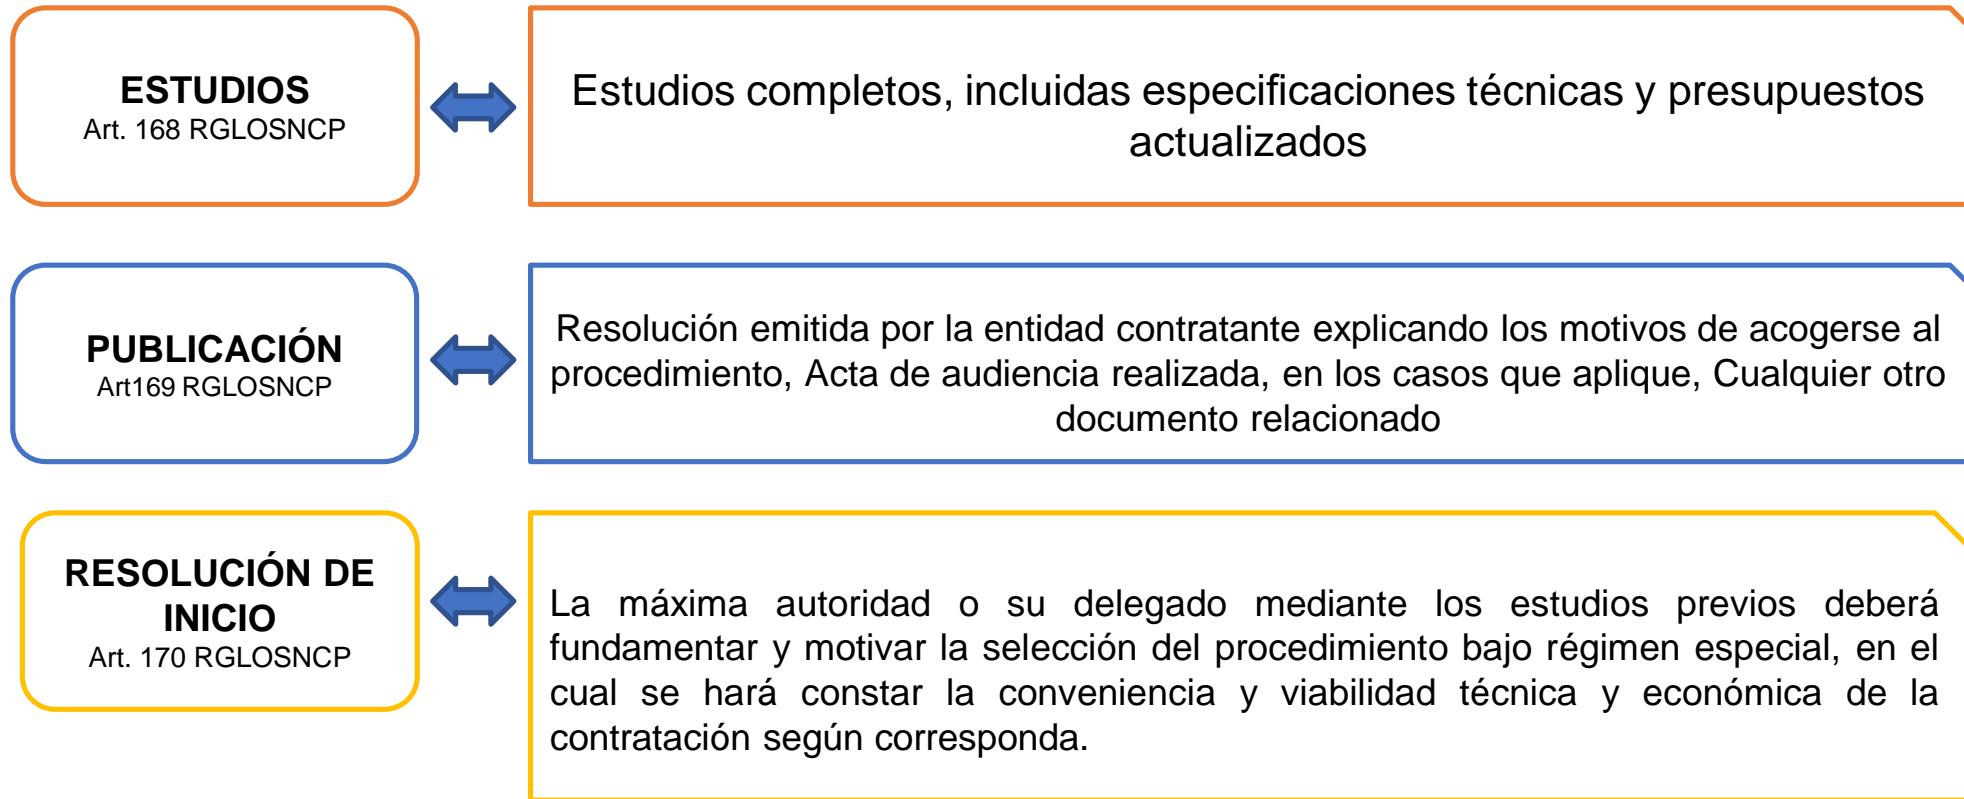 ESTUDIOS
Art. 168 RGLOSNCP
Estudios completos, incluidas especificaciones técnicas y presupuestos
actualizados
PUBLICACIÓN
Art169 RGLOSNCP
Resolución emitida por la entidad contratante explicando los motivos de acogerse al
procedimiento, Acta de audiencia realizada, en los casos que aplique, Cualquier otro
documento relacionado
RESOLUCIÓN DE
INICIO
Art. 170 RGLOSNCP
La máxima autoridad o su delegado mediante los estudios previos deberá
fundamentar y motivar la selección del procedimiento bajo régimen especial, en el
cual se hará constar la conveniencia y viabilidad técnica y económica de la
contratación según corresponda.